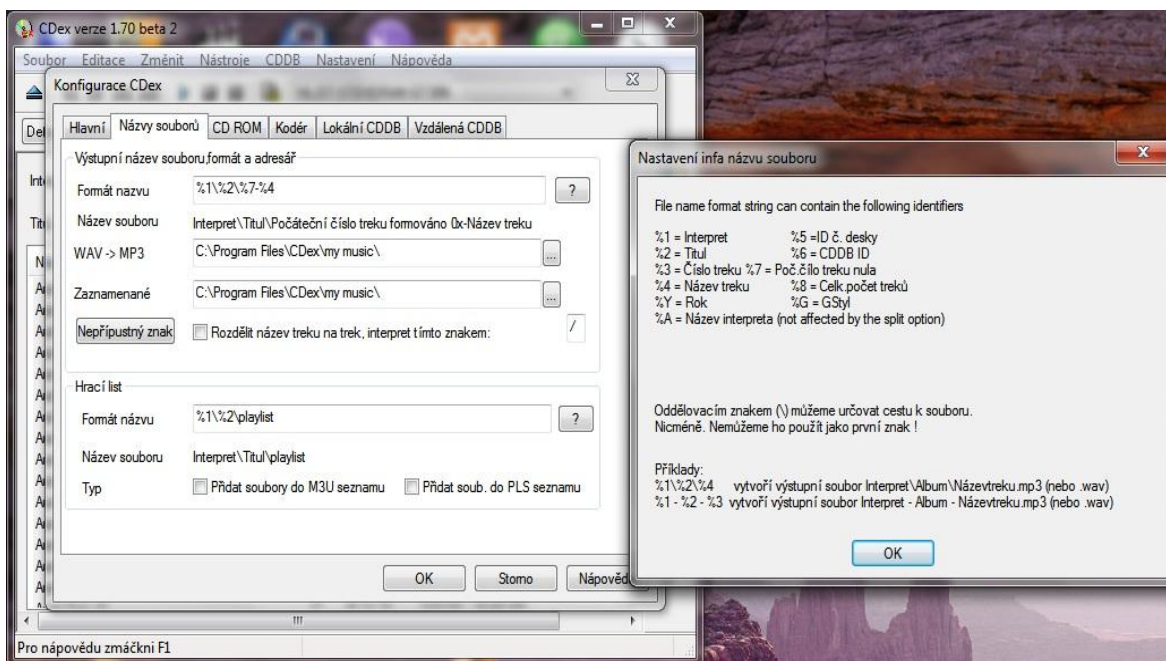 CDex verze 1.70 beta 2
Soubor Editace Změnit Nástroje CDDB Nastavení Nápověda
Konfigurace CDex
Hlavní Názvy souborů CD ROM Kodér Lokální CDDB Vzdálená CDDB
Výstupní název souboru,formát a adresář
Formát nazvu %1\%2\%7-%4 ?
Název souboru Interpret\Titul\Počáteční číslo treku formováno 0x-Název treku
WAV -> MP3 C:\Program Files\CDex\my music\ ...
Zaznamenané C:\Program Files\CDex\my music\ ...
Nepřípustný znak Rozdělit název treku na trek, interpret tímto znakem: /
Hrací list
Formát názvu %1\%2\playlist ?
Název souboru Interpret\Titul\playlist
Typ Přidat soubory do M3U seznamu Přidat soub. do PLS seznamu
OK Storno Nápověd
Pro nápovědu zmáčkni F1
Nastavení infa názvu souboru
File name format string can contain the following identifiers
%1 = Interpret %5 =ID č. desky
%2 = Titul %6 = CDDB ID
%3 = Číslo treku %7 = Poč.čílo treku nula
%4 = Název treku %8 = Celk.počet treků
%Y = Rok %G = GStyl
%A = Název interpreta (not affected by the split option)
Oddělovacím znakem (\) můžeme určovat cestu k souboru.
Nicméně. Nemůžeme ho použít jako první znak !
Příklady:
%1\%2\%4 vytvoří výstupní soubor Interpret\Album\Názevtreku.mp3 (nebo .wav)
%1 - %2 - %3 vytvoří výstupní soubor Interpret - Album - Názevtreku.mp3 (nebo .wav)
OK